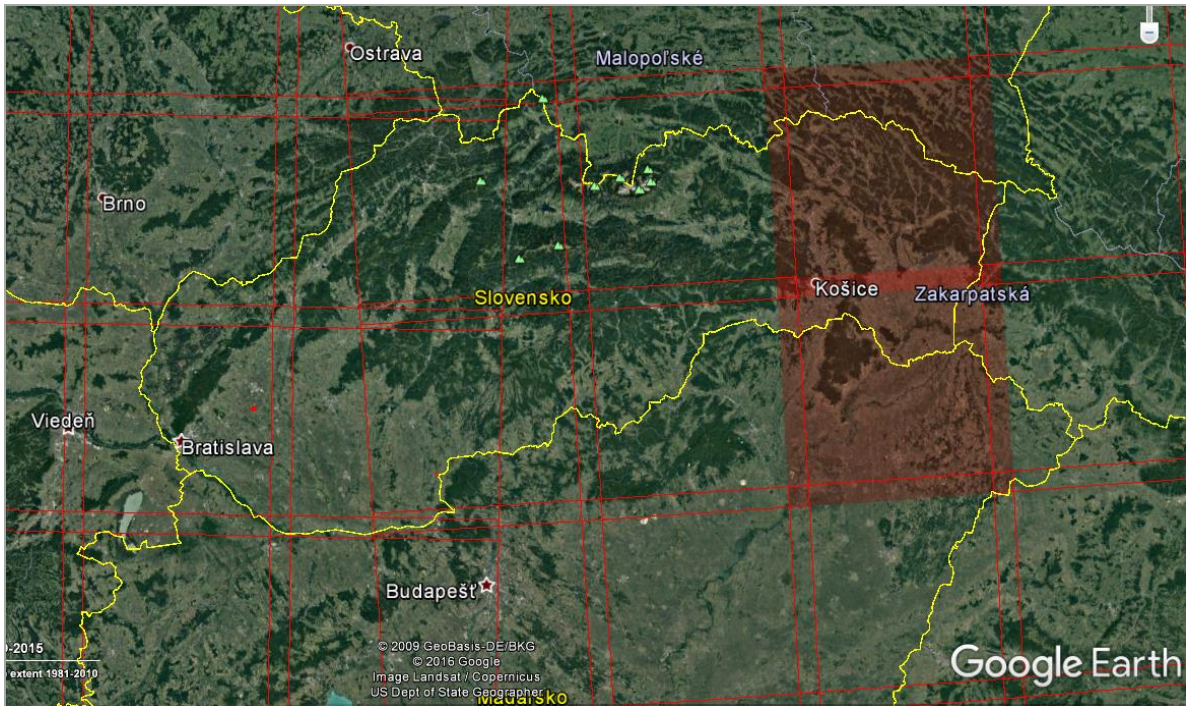 Ostrava
Malopoľské
Brno
Slovensko
Košice
Zakarpatská
Viedeň
Bratislava
Budapešť
-2015
extent 1981-2010
© 2009 GeoBasis-DE/BKG
© 2016 Google
Image Landsat / Copernicus
US Dept of State Geographer
Maďarsko
Google Earth